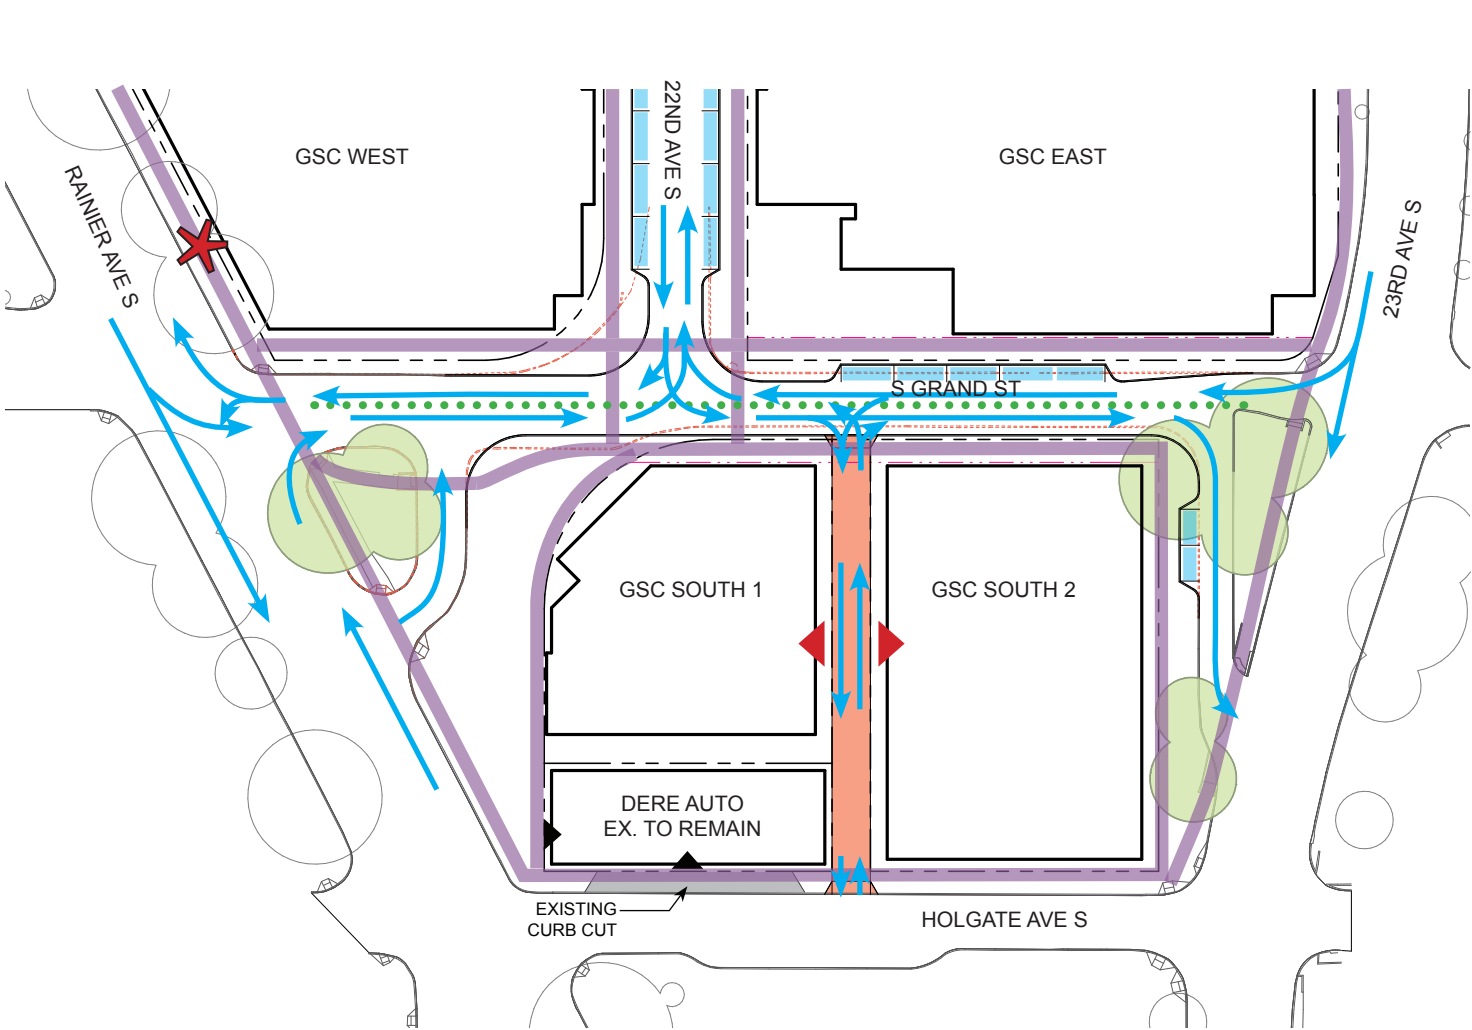 22ND AVE S
GSC WEST
GSC EAST
RAINIER AVE S
23RD AVE S
S GRAND ST
GSC SOUTH 1
GSC SOUTH 2
DERE AUTO
EX. TO REMAIN
EXISTING
CURB CUT
HOLGATE AVE S